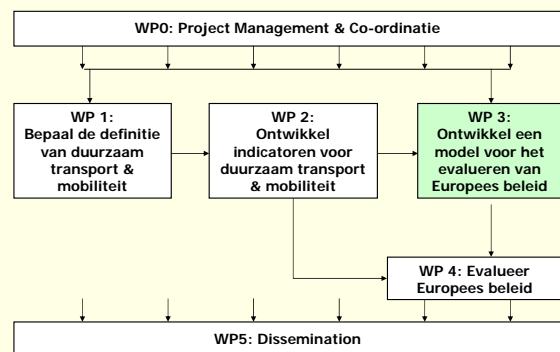 WP0: Project Management & Co-ordinatie
WP 1:
Bepaal de definitie
van duurzaam
transport &
mobiliteit
WP 2:
Ontwikkel
indicatoren voor
duurzaam transport
& mobiliteit
WP 3:
Ontwikkel een
model voor het
evalueren van
Europees beleid
WP 4: Evalueer
Europees beleid
WP5: Dissemination